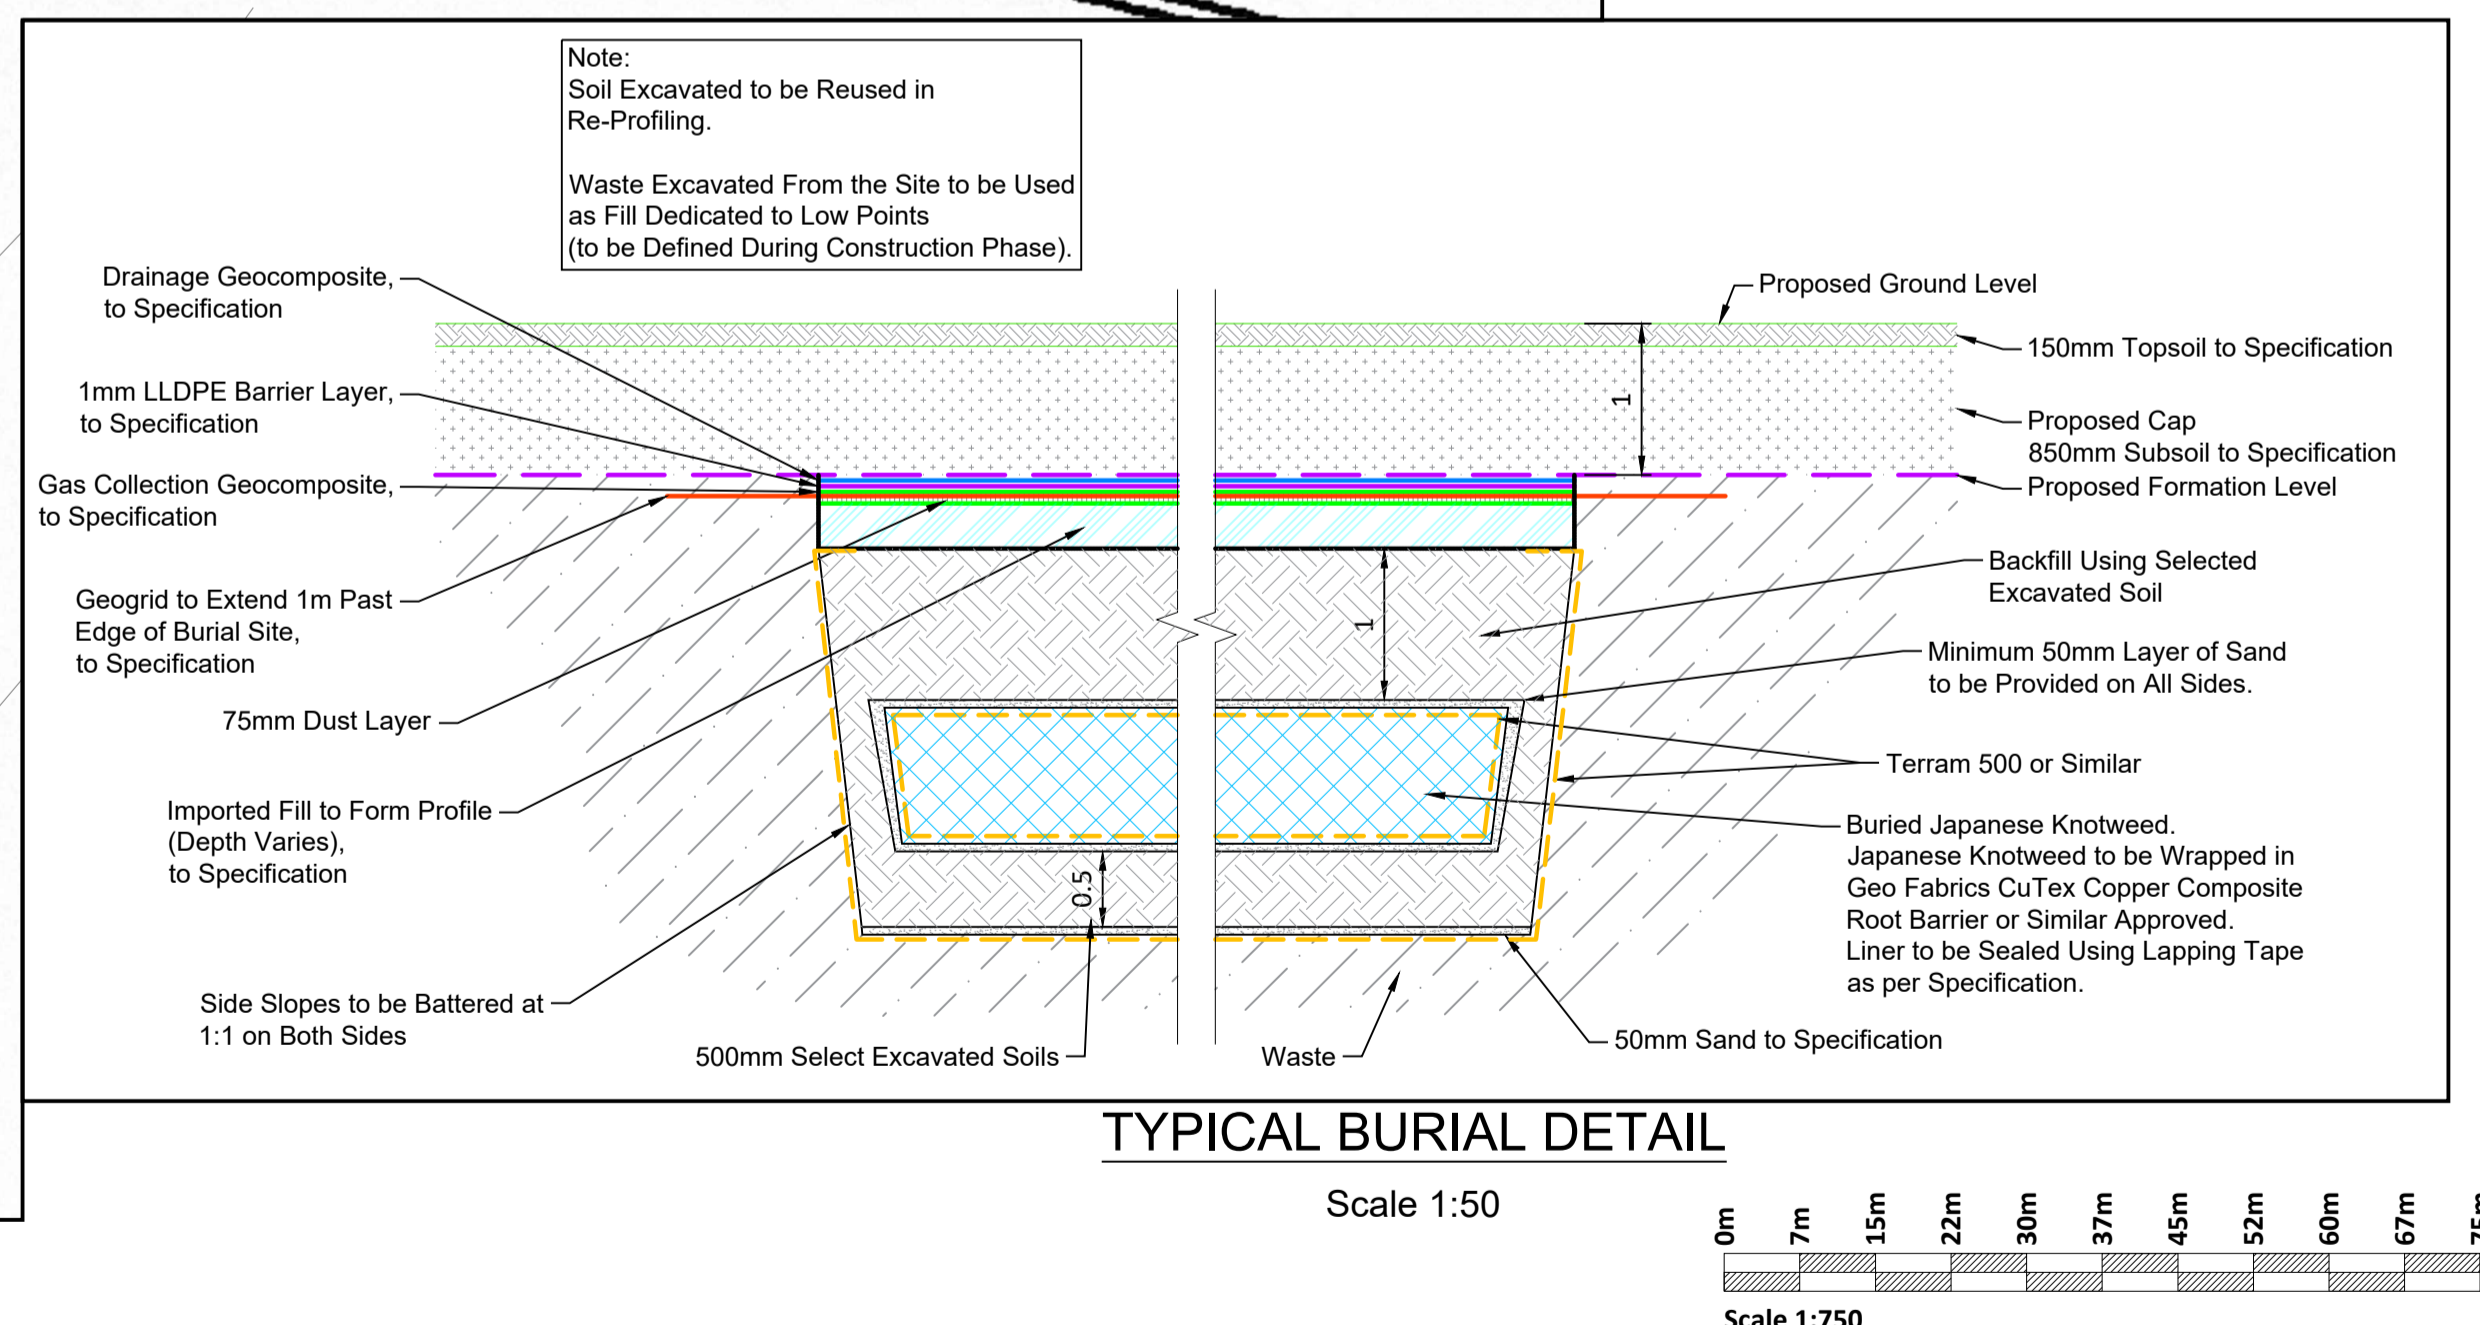 Note:
Soil Excavated to be Reused in
Re-Profiling.
Waste Excavated From the Site to be Used
as Fill Dedicated to Low Points
(to be Defined During Construction Phase).
Drainage Geocomposite,
to Specification
1mm LLDPE Barrier Layer,
to Specification
Gas Collection Geocomposite,
to Specification
Geogrid to Extend 1m Past
Edge of Burial Site,
to Specification
75mm Dust Layer
Imported Fill to Form Profile
(Depth Varies),
to Specification
Side Slopes to be Battered at
1:1 on Both Sides
500mm Select Excavated Soils
Waste
1
1
0.5
Proposed Ground Level
150mm Topsoil to Specification
Proposed Cap
850mm Subsoil to Specification
Proposed Formation Level
Backfill Using Selected
Excavated Soil
Minimum 50mm Layer of Sand
to be Provided on All Sides.
Terram 500 or Similar
Buried Japanese Knotweed.
Japanese Knotweed to be Wrapped in
Geo Fabrics CuTex Copper Composite
Root Barrier or Similar Approved.
Liner to be Sealed Using Lapping Tape
as per Specification.
50mm Sand to Specification
TYPICAL BURIAL DETAIL
Scale 1:50
0m
7m
15m
22m
30m
37m
45m
52m
60m
67m
75m
Scale 1:750